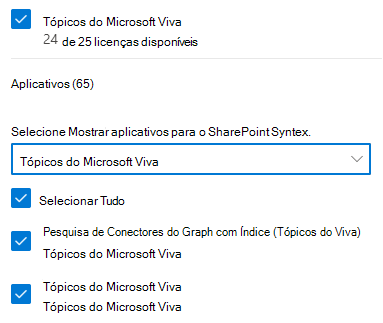 Tópicos do Microsoft Viva
24 de 25 licenças disponíveis
Aplicativos (65)
Selecione Mostrar aplicativos para o SharePoint Syntex.
Tópicos do Microsoft Viva
Selecionar Tudo
Pesquisa de Conectores do Graph com Índice (Tópicos do Viva)
Tópicos do Microsoft Viva
Tópicos do Microsoft Viva
Tópicos do Microsoft Viva